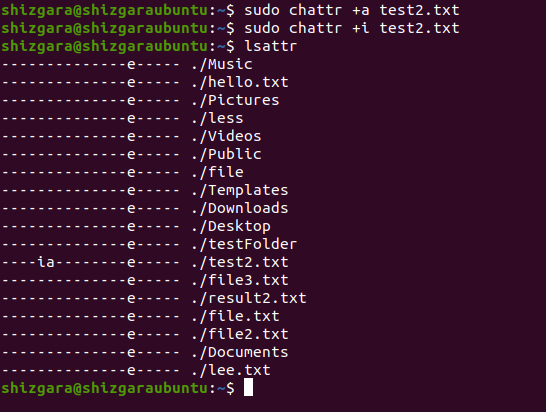 shizgara@shizgaraubuntu:~$ sudo chattr +a test2.txt
shizgara@shizgaraubuntu:~$ sudo chattr +i test2.txt
shizgara@shizgaraubuntu:~$ lsattr
--------------e----- ./Music
--------------e----- ./hello.txt
--------------e----- ./Pictures
--------------e----- ./less
--------------e----- ./Videos
--------------e----- ./Public
--------------e----- ./file
--------------e----- ./Templates
--------------e----- ./Downloads
--------------e----- ./Desktop
--------------e----- ./testFolder
----ia--------e----- ./test2.txt
--------------e----- ./file3.txt
--------------e----- ./result2.txt
--------------e----- ./file.txt
--------------e----- ./file2.txt
--------------e----- ./Documents
--------------e----- ./lee.txt
shizgara@shizgaraubuntu:~$